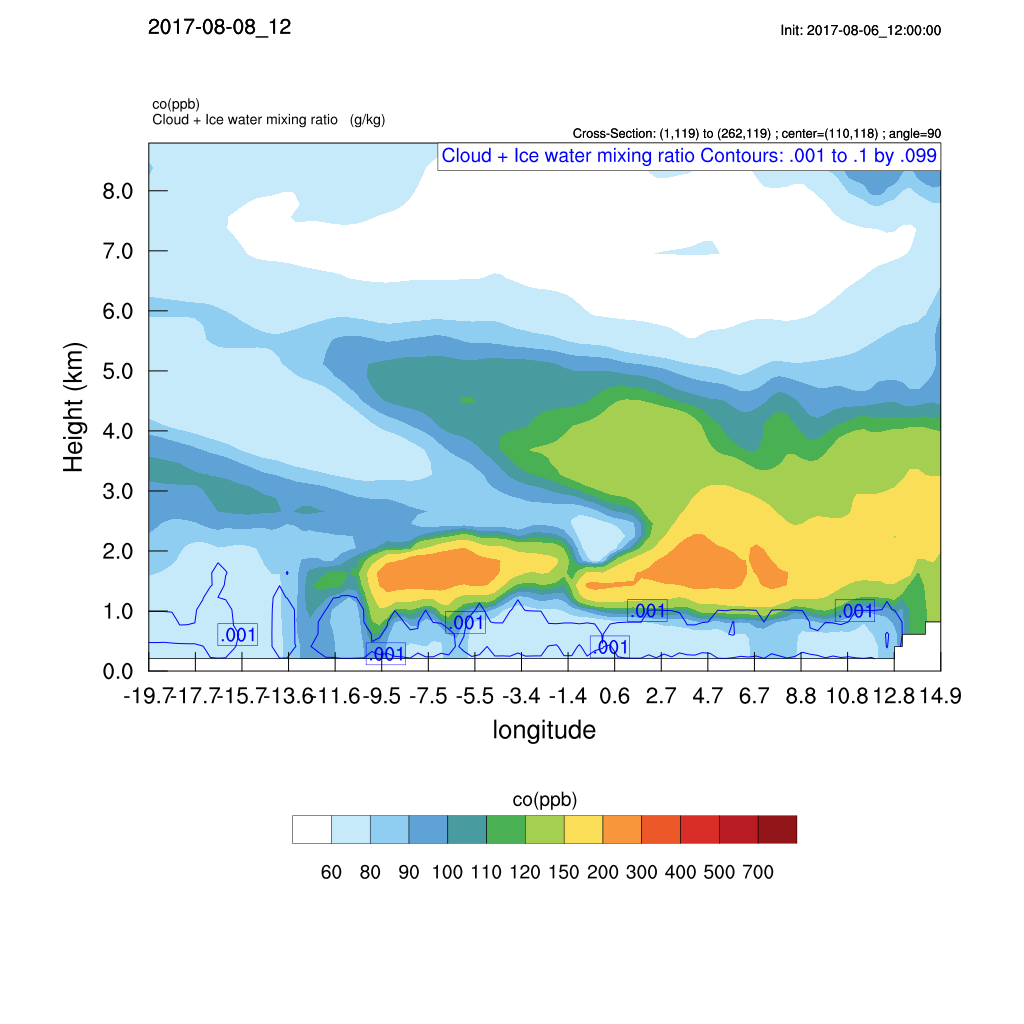 2017-08-08_12
Init: 2017-08-06_12:00:00
co(ppb)
Cloud + Ice water mixing ratio (g/kg)
Cross-Section: (1,119) to (262,119) ; center=(110,118) ; angle=90
Cloud + Ice water mixing ratio Contours: .001 to .1 by .099
8.0
7.0
6.0
5.0
4.0
3.0
2.0
1.0
0.0
Height (km)
.001
.001
.001
.001
.001
.001
-19.7 -17.7 -15.7 -13.6 -11.6 -9.5 -7.5 -5.5 -3.4 -1.4 0.6 2.7 4.7 6.7 8.8 10.8 12.8 14.9
longitude
co(ppb)
60 80 90 100 110 120 150 200 300 400 500 700